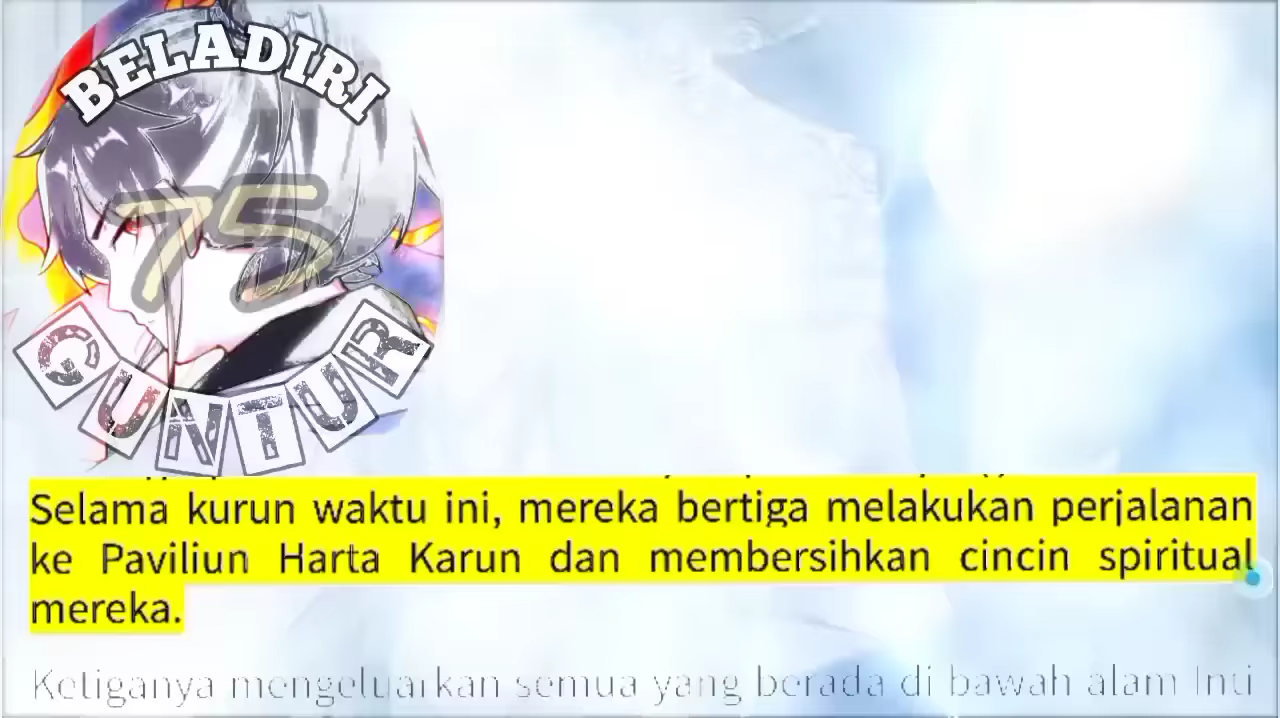 BELADIRI
75
GUNTUR
Selama kurun waktu ini, mereka bertiga melakukan perjalanan
ke Paviliun Harta Karun dan membersihkan cincin spiritual
mereka.
Ketiganya mengeluarkan semua yang berada di bawah alam Inti